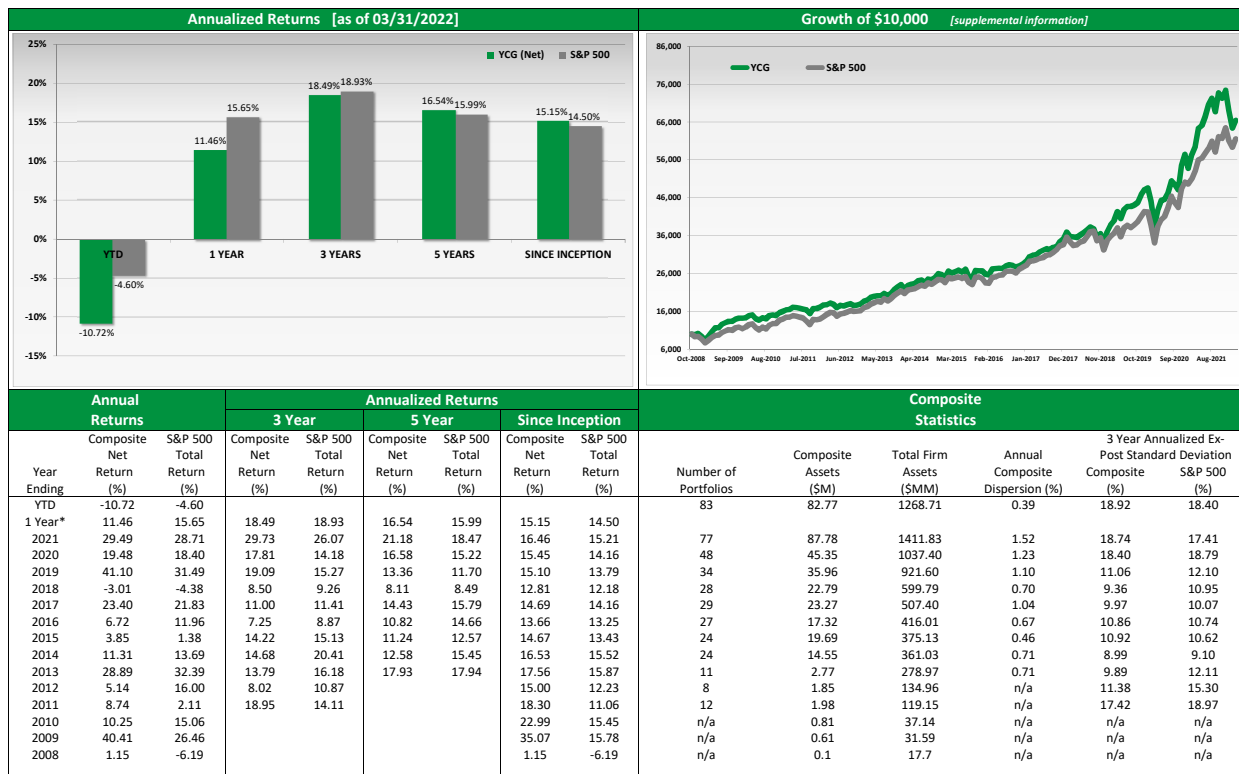 Annualized Returns [as of 03/31/2022]
25%
20%
15%
10%
5%
0%
-5%
-10%
-15%
YCG (Net) S&P 500
-10.72% -4.60%
11.46% 15.65%
18.49% 18.93%
16.54% 15.99%
15.15% 14.50%
YTD 1 YEAR 3 YEARS 5 YEARS SINCE INCEPTION
Growth of $10,000 [supplemental information]
YCG S&P 500
86,000
76,000
66,000
56,000
46,000
36,000
26,000
16,000
6,000
Oct-2008 Sep-2009 Aug-2010 Jul-2011 Jun-2012 May-2013 Apr-2014 Mar-2015 Feb-2016 Jan-2017 Dec-2017 Nov-2018 Oct-2019 Sep-2020 Aug-2021
Annual
Returns
Annualized Returns
3 Year 5 Year Since Inception
Composite
Statistics
Composite S&P 500 Composite S&P 500 Composite S&P 500 Composite S&P 500 3 Year Annualized Ex-
Net Total Net Total Net Total Net Total Composite Total Firm Annual Post Standard Deviation
Year Return Return Return Return Return Return Return Return Number of Assets Assets Composite Composite S&P 500
Ending (%) (%) (%) (%) (%) (%) (%) (%) Portfolios ($M) ($MM) Dispersion (%) (%) (%)
YTD -10.72 -4.60 83 82.77 1268.71 0.39 18.92 18.40
1 Year* 11.46 15.65 18.49 18.93 16.54 15.99 15.15 14.50
2021 29.49 28.71 29.73 26.07 21.18 18.47 16.46 15.21 77 87.78 1411.83 1.52 18.74 17.41
2020 19.48 18.40 17.81 14.18 16.58 15.22 15.45 14.16 48 45.35 1037.40 1.23 18.40 18.79
2019 41.10 31.49 19.09 15.27 13.36 11.70 15.10 13.79 34 35.96 921.60 1.10 11.06 12.10
2018 -3.01 -4.38 8.50 9.26 8.11 8.49 12.81 12.18 28 22.79 599.79 0.70 9.36 10.95
2017 23.40 21.83 11.00 11.41 14.43 15.79 14.69 14.16 29 23.27 507.40 1.04 9.97 10.07
2016 6.72 11.96 7.25 8.87 10.82 14.66 13.66 13.25 27 17.32 416.01 0.67 10.86 10.74
2015 3.85 1.38 14.22 15.13 11.24 12.57 14.67 13.43 24 19.69 375.13 0.46 10.92 10.62
2014 11.31 13.69 14.68 20.41 12.58 15.45 16.53 15.52 24 14.55 361.03 0.71 8.99 9.10
2013 28.89 32.39 13.79 16.18 17.93 17.94 17.56 15.87 11 2.77 278.97 0.71 9.89 12.11
2012 5.14 16.00 8.02 10.87 15.00 12.23 8 1.85 134.96 n/a 11.38 15.30
2011 8.74 2.11 18.95 14.11 18.30 11.06 12 1.98 119.15 n/a 17.42 18.97
2010 10.25 15.06 22.99 15.45 n/a 0.81 37.14 n/a n/a n/a
2009 40.41 26.46 35.07 15.78 n/a 0.61 31.59 n/a n/a n/a
2008 1.15 -6.19 1.15 -6.19 n/a 0.1 17.7 n/a n/a n/a